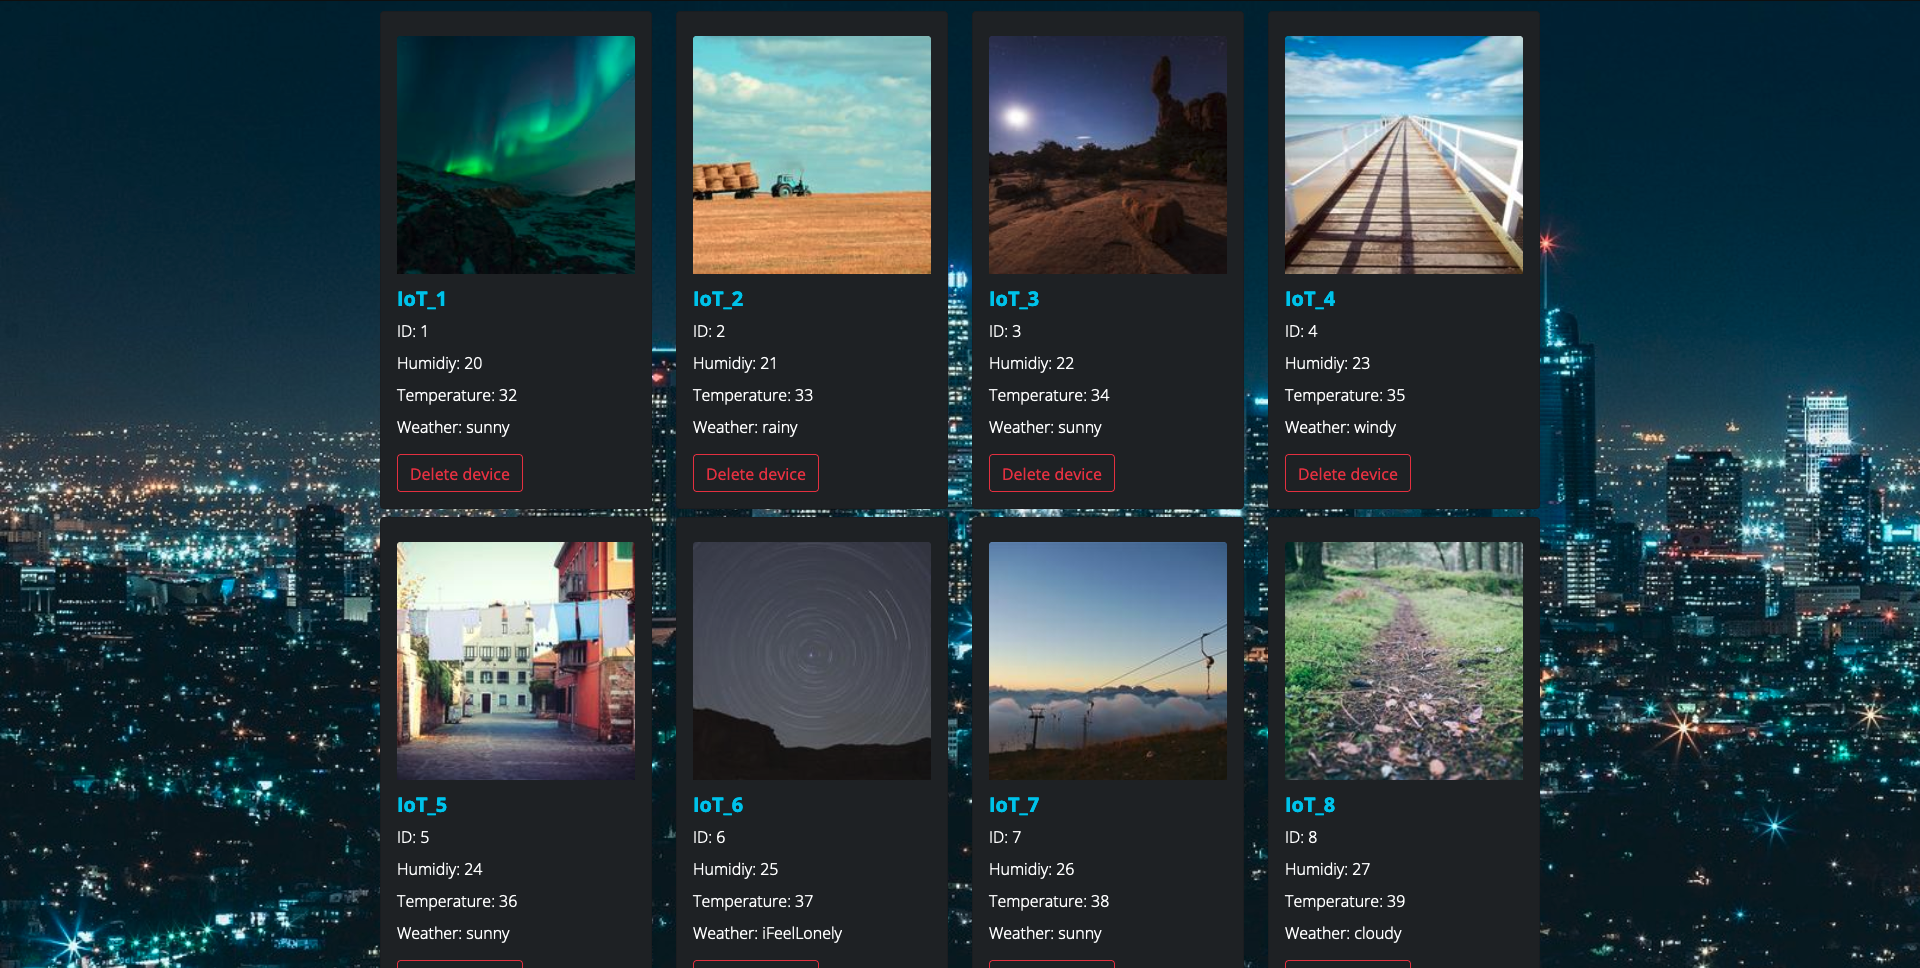 IoT_1
ID: 1
Humidiy: 20
Temperature: 32
Weather: sunny
Delete device
IoT_2
ID: 2
Humidiy: 21
Temperature: 33
Weather: rainy
Delete device
IoT_3
ID: 3
Humidiy: 22
Temperature: 34
Weather: sunny
Delete device
IoT_4
ID: 4
Humidiy: 23
Temperature: 35
Weather: windy
Delete device
IoT_5
ID: 5
Humidiy: 24
Temperature: 36
Weather: sunny
IoT_6
ID: 6
Humidiy: 25
Temperature: 37
Weather: iFeelLonely
IoT_7
ID: 7
Humidiy: 26
Temperature: 38
Weather: sunny
IoT_8
ID: 8
Humidiy: 27
Temperature: 39
Weather: cloudy